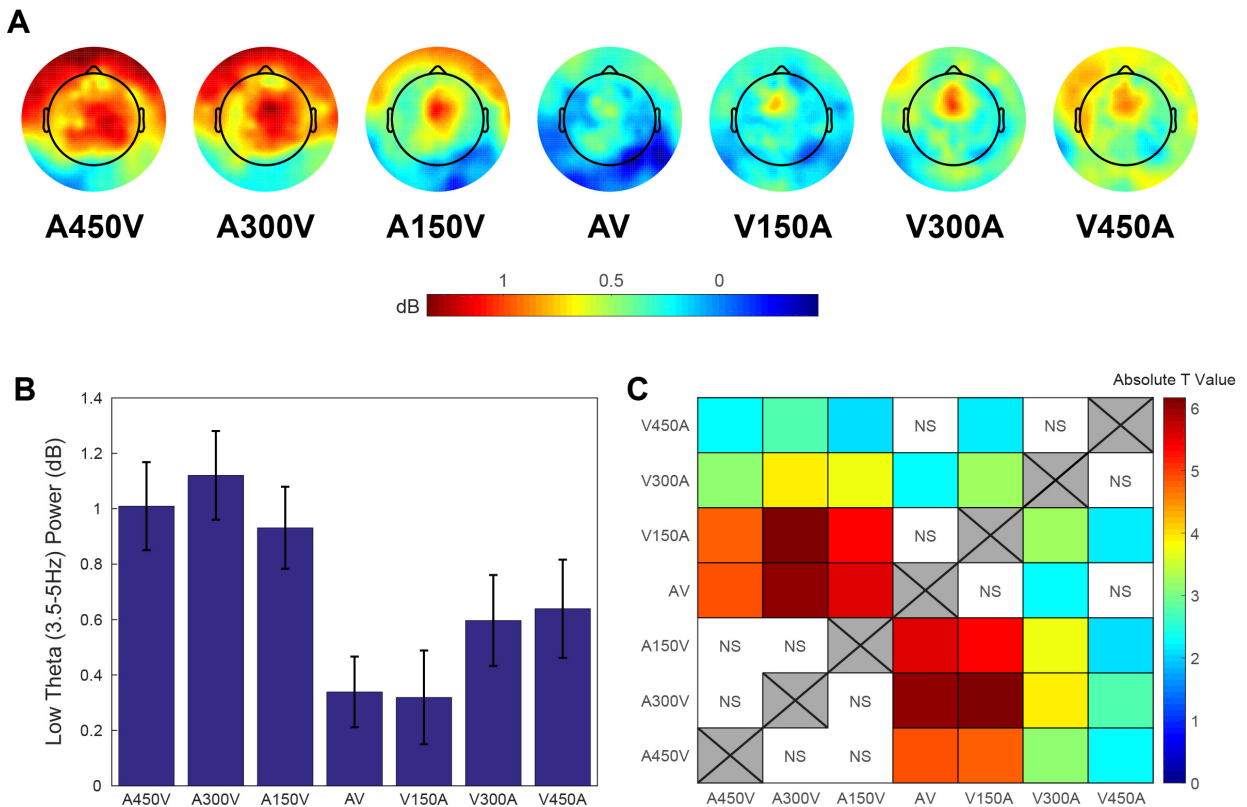 A
A450V A300V A150V AV V150A V300A V450A
1 0.5 0
dB
B
1.4
1.2
1
0.8
0.6
0.4
0.2
0
Low Theta (3.5-5Hz) Power (dB)
A450V A300V A150V AV V150A V300A V450A
C
Absolute T Value
V450A NS NS
V300A NS
V150A NS
AV NS NS
A150V NS NS
A300V NS NS
A450V NS NS
A450V A300V A150V AV V150A V300A V450A
6
5
4
3
2
1
0